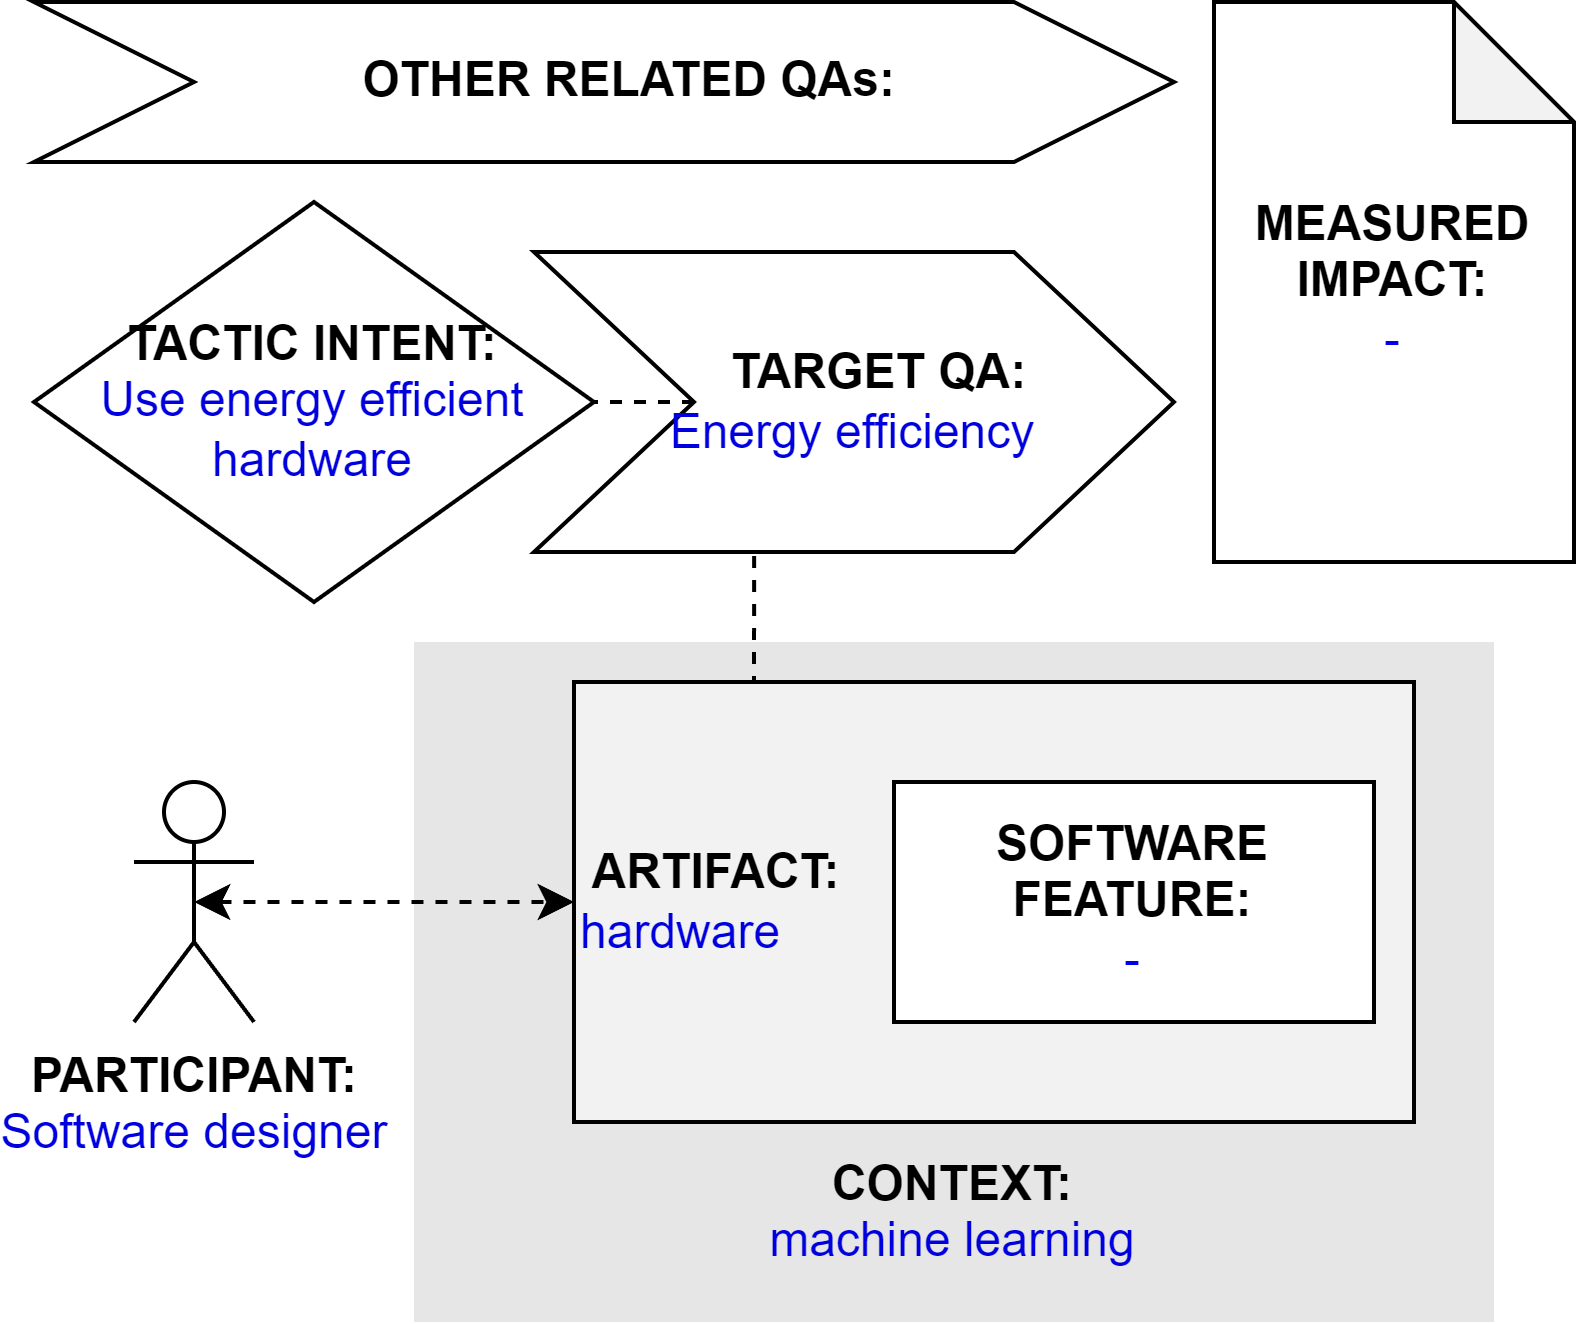 OTHER RELATED QAs:
MEASURED
IMPACT:
-
TACTIC INTENT:
Use energy efficient
hardware
TARGET QA:
Energy efficiency
ARTIFACT:
hardware
SOFTWARE
FEATURE:
-
PARTICIPANT:
Software designer
CONTEXT:
machine learning